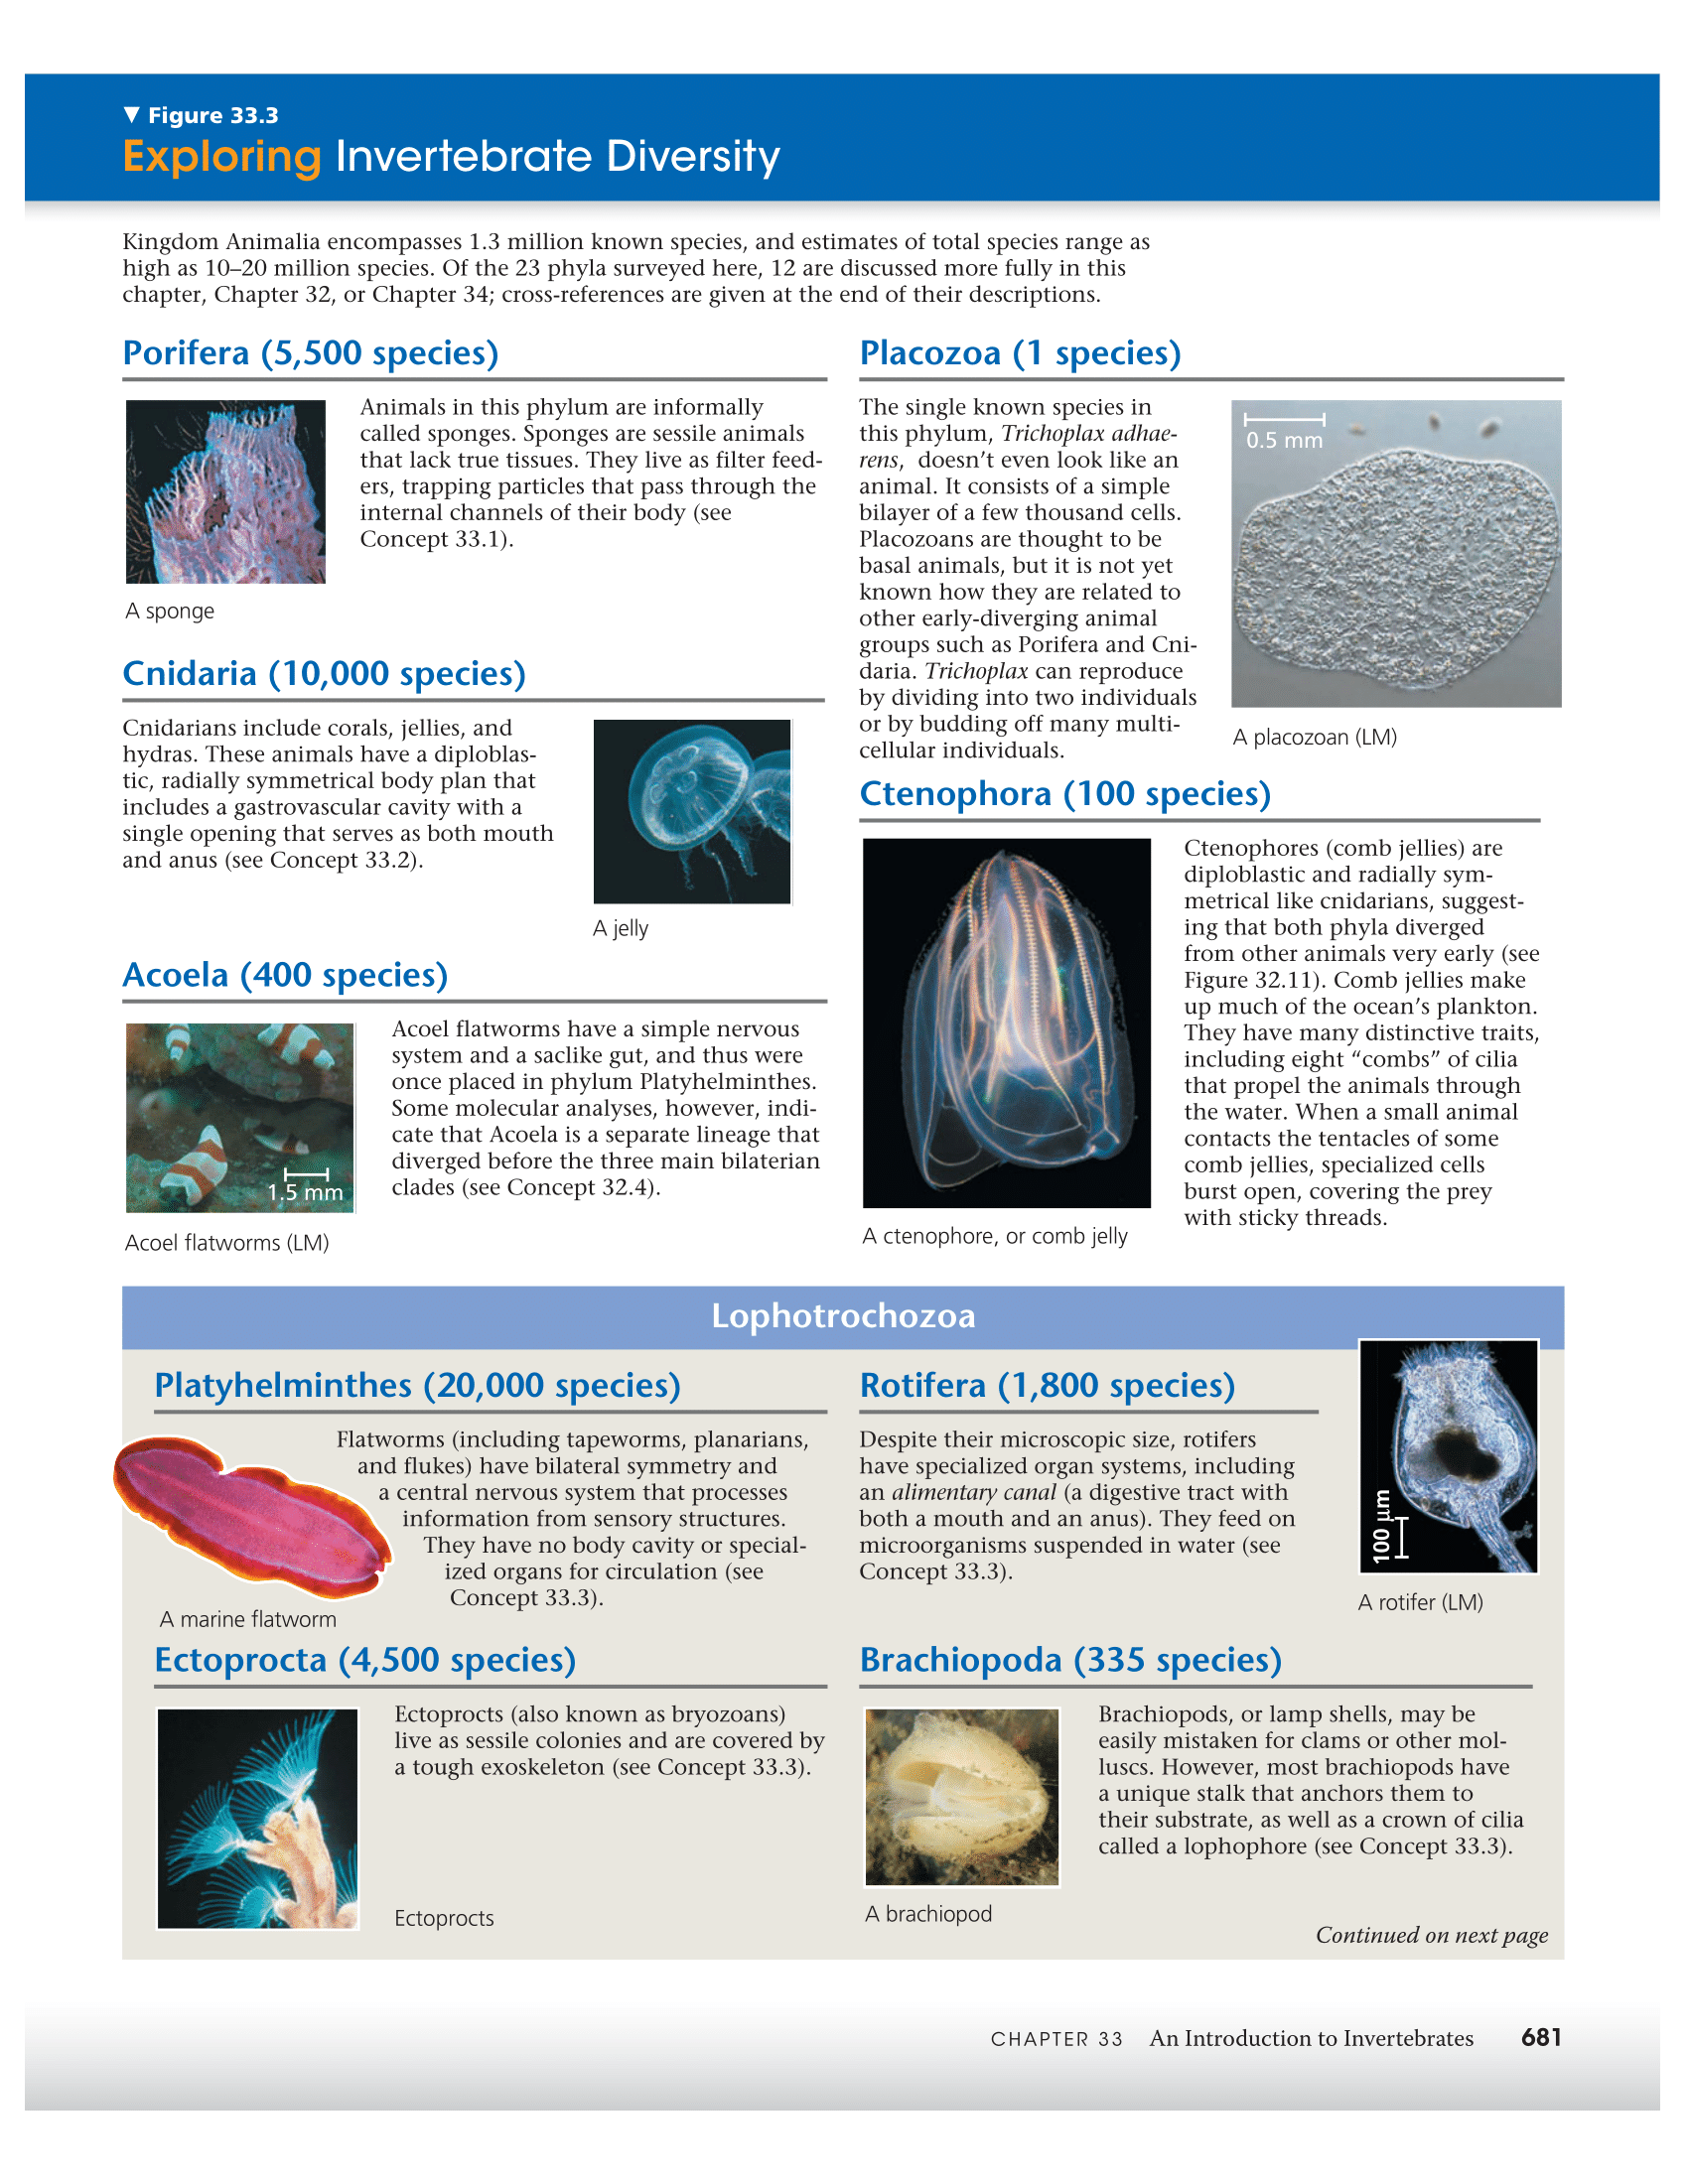 ▼ Figure 33.3
Exploring Invertebrate Diversity
Kingdom Animalia encompasses 1.3 million known species, and estimates of total species range as
high as 10–20 million species. Of the 23 phyla surveyed here, 12 are discussed more fully in this
chapter, Chapter 32, or Chapter 34; cross-references are given at the end of their descriptions.
Porifera (5,500 species)
Animals in this phylum are informally
called sponges. Sponges are sessile animals
that lack true tissues. They live as filter feed-
ers, trapping particles that pass through the
internal channels of their body (see
Concept 33.1).
A sponge
Cnidaria (10,000 species)
Cnidarians include corals, jellies, and
hydras. These animals have a diploblas-
tic, radially symmetrical body plan that
includes a gastrovascular cavity with a
single opening that serves as both mouth
and anus (see Concept 33.2).
A jelly
Acoela (400 species)
1.5 mm
Acoel flatworms have a simple nervous
system and a saclike gut, and thus were
once placed in phylum Platyhelminthes.
Some molecular analyses, however, indi-
cate that Acoela is a separate lineage that
diverged before the three main bilaterian
clades (see Concept 32.4).
Acoel flatworms (LM)
Placozoa (1 species)
The single known species in
this phylum, Trichoplax adhae-
rens, doesn't even look like an
animal. It consists of a simple
bilayer of a few thousand cells.
Placozoans are thought to be
basal animals, but it is not yet
known how they are related to
other early-diverging animal
groups such as Porifera and Cni-
daria. Trichoplax can reproduce
by dividing into two individuals
or by budding off many multi-
cellular individuals.
0.5 mm
A placozoan (LM)
Ctenophora (100 species)
Ctenophores (comb jellies) are
diploblastic and radially sym-
metrical like cnidarians, suggest-
ing that both phyla diverged
from other animals very early (see
Figure 32.11). Comb jellies make
up much of the ocean's plankton.
They have many distinctive traits,
including eight “combs” of cilia
that propel the animals through
the water. When a small animal
contacts the tentacles of some
comb jellies, specialized cells
burst open, covering the prey
with sticky threads.
A ctenophore, or comb jelly
Lophotrochozoa
Platyhelminthes (20,000 species)
Flatworms (including tapeworms, planarians,
and flukes) have bilateral symmetry and
a central nervous system that processes
information from sensory structures.
They have no body cavity or special-
ized organs for circulation (see
Concept 33.3).
A marine flatworm
Rotifera (1,800 species)
Despite their microscopic size, rotifers
have specialized organ systems, including
an alimentary canal (a digestive tract with
both a mouth and an anus). They feed on
microorganisms suspended in water (see
Concept 33.3).
100 μm
A rotifer (LM)
Ectoprocta (4,500 species)
Ectoprocts (also known as bryozoans)
live as sessile colonies and are covered by
a tough exoskeleton (see Concept 33.3).
Ectoprocts
Brachiopoda (335 species)
Brachiopods, or lamp shells, may be
easily mistaken for clams or other mol-
luscs. However, most brachiopods have
a unique stalk that anchors them to
their substrate, as well as a crown of cilia
called a lophophore (see Concept 33.3).
A brachiopod
Continued on next page
CHAPTER 33 An Introduction to Invertebrates 681